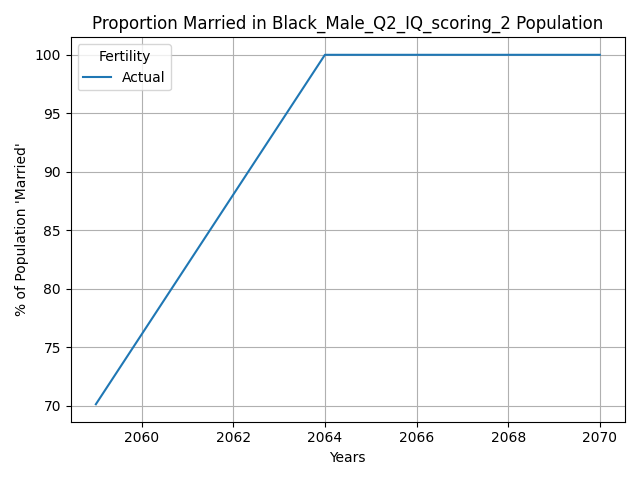 Proportion Married in Black_Male_Q2_IQ_scoring_2 Population
Fertility
Actual
% of Population 'Married'
100
95
90
85
80
75
70
2060 2062 2064 2066 2068 2070
Years